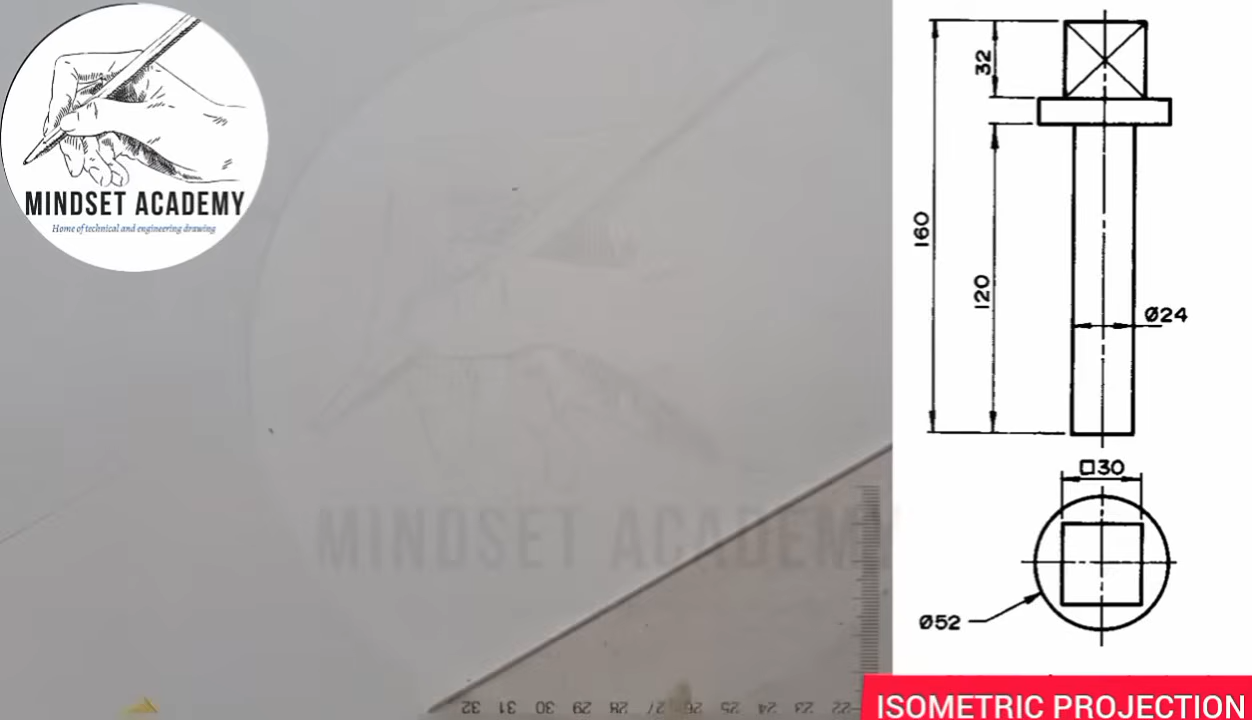 MINDSET ACADEMY
Home of technical and engineering drawing
MINDSET ACADEMY
32
160
120
Ø24
□30
Ø52
32 31 30 29 28 27 26 25 24 23 22
ISOMETRIC PROJECTION